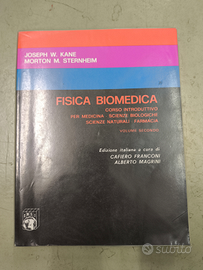 JOSEPH W. KANE
MORTON M. STERNHEIM
FISICA BIOMEDICA
CORSO INTRODUTTIVO
PER MEDICINA SCIENZE BIOLOGICHE
SCIENZE NATURALI FARMACIA
VOLUME SECONDO
Edizione italiana a cura di
CAFIERO FRANCONI
ALBERTO MAGRINI
subito